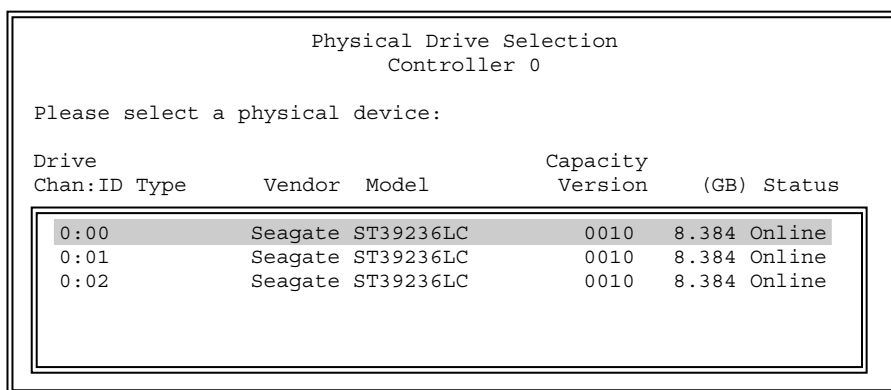 Physical Drive Selection
Controller 0
Please select a physical device:
Drive Capacity
Chan:ID Type Vendor Model Version (GB) Status
0:00 Seagate ST39236LC 0010 8.384 Online
0:01 Seagate ST39236LC 0010 8.384 Online
0:02 Seagate ST39236LC 0010 8.384 Online